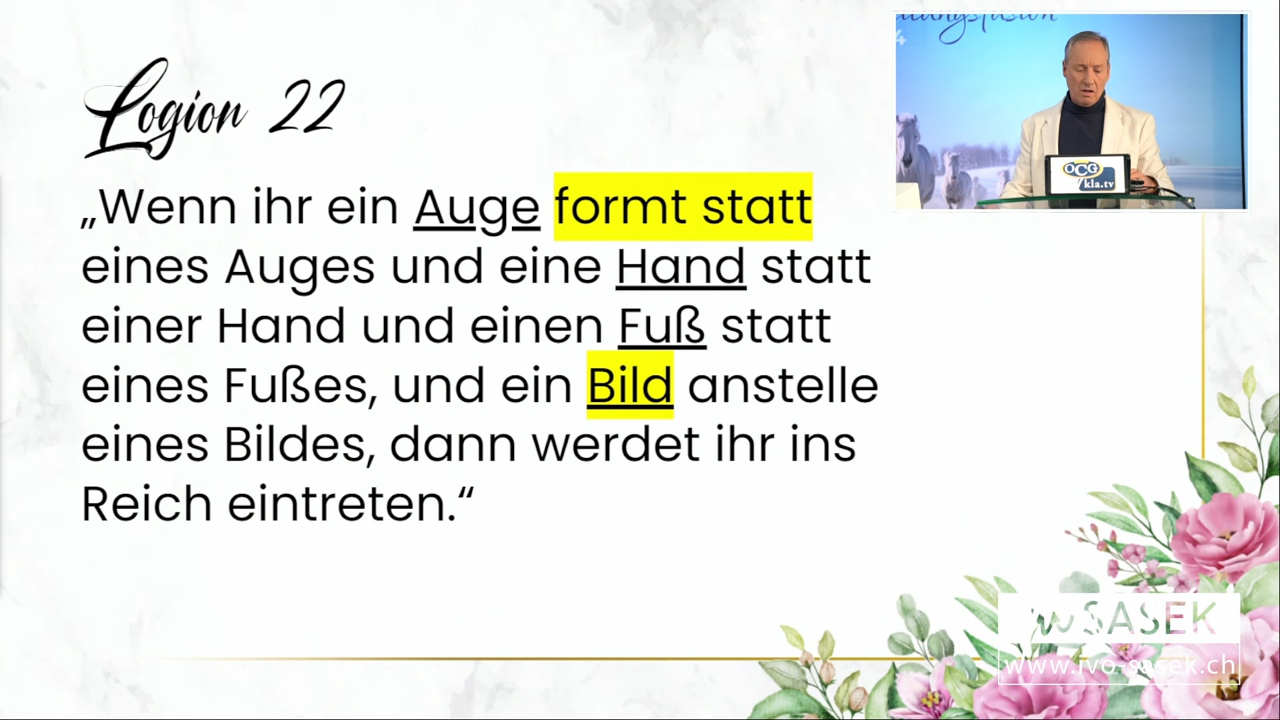 Logion 22
„Wenn ihr ein Auge formt statt
eines Auges und eine Hand statt
einer Hand und einen Fuß statt
eines Fußes, und ein Bild anstelle
eines Bildes, dann werdet ihr ins
Reich eintreten.“
OCG
kla.tv
ivo SASEK
www.ivo-sasek.ch